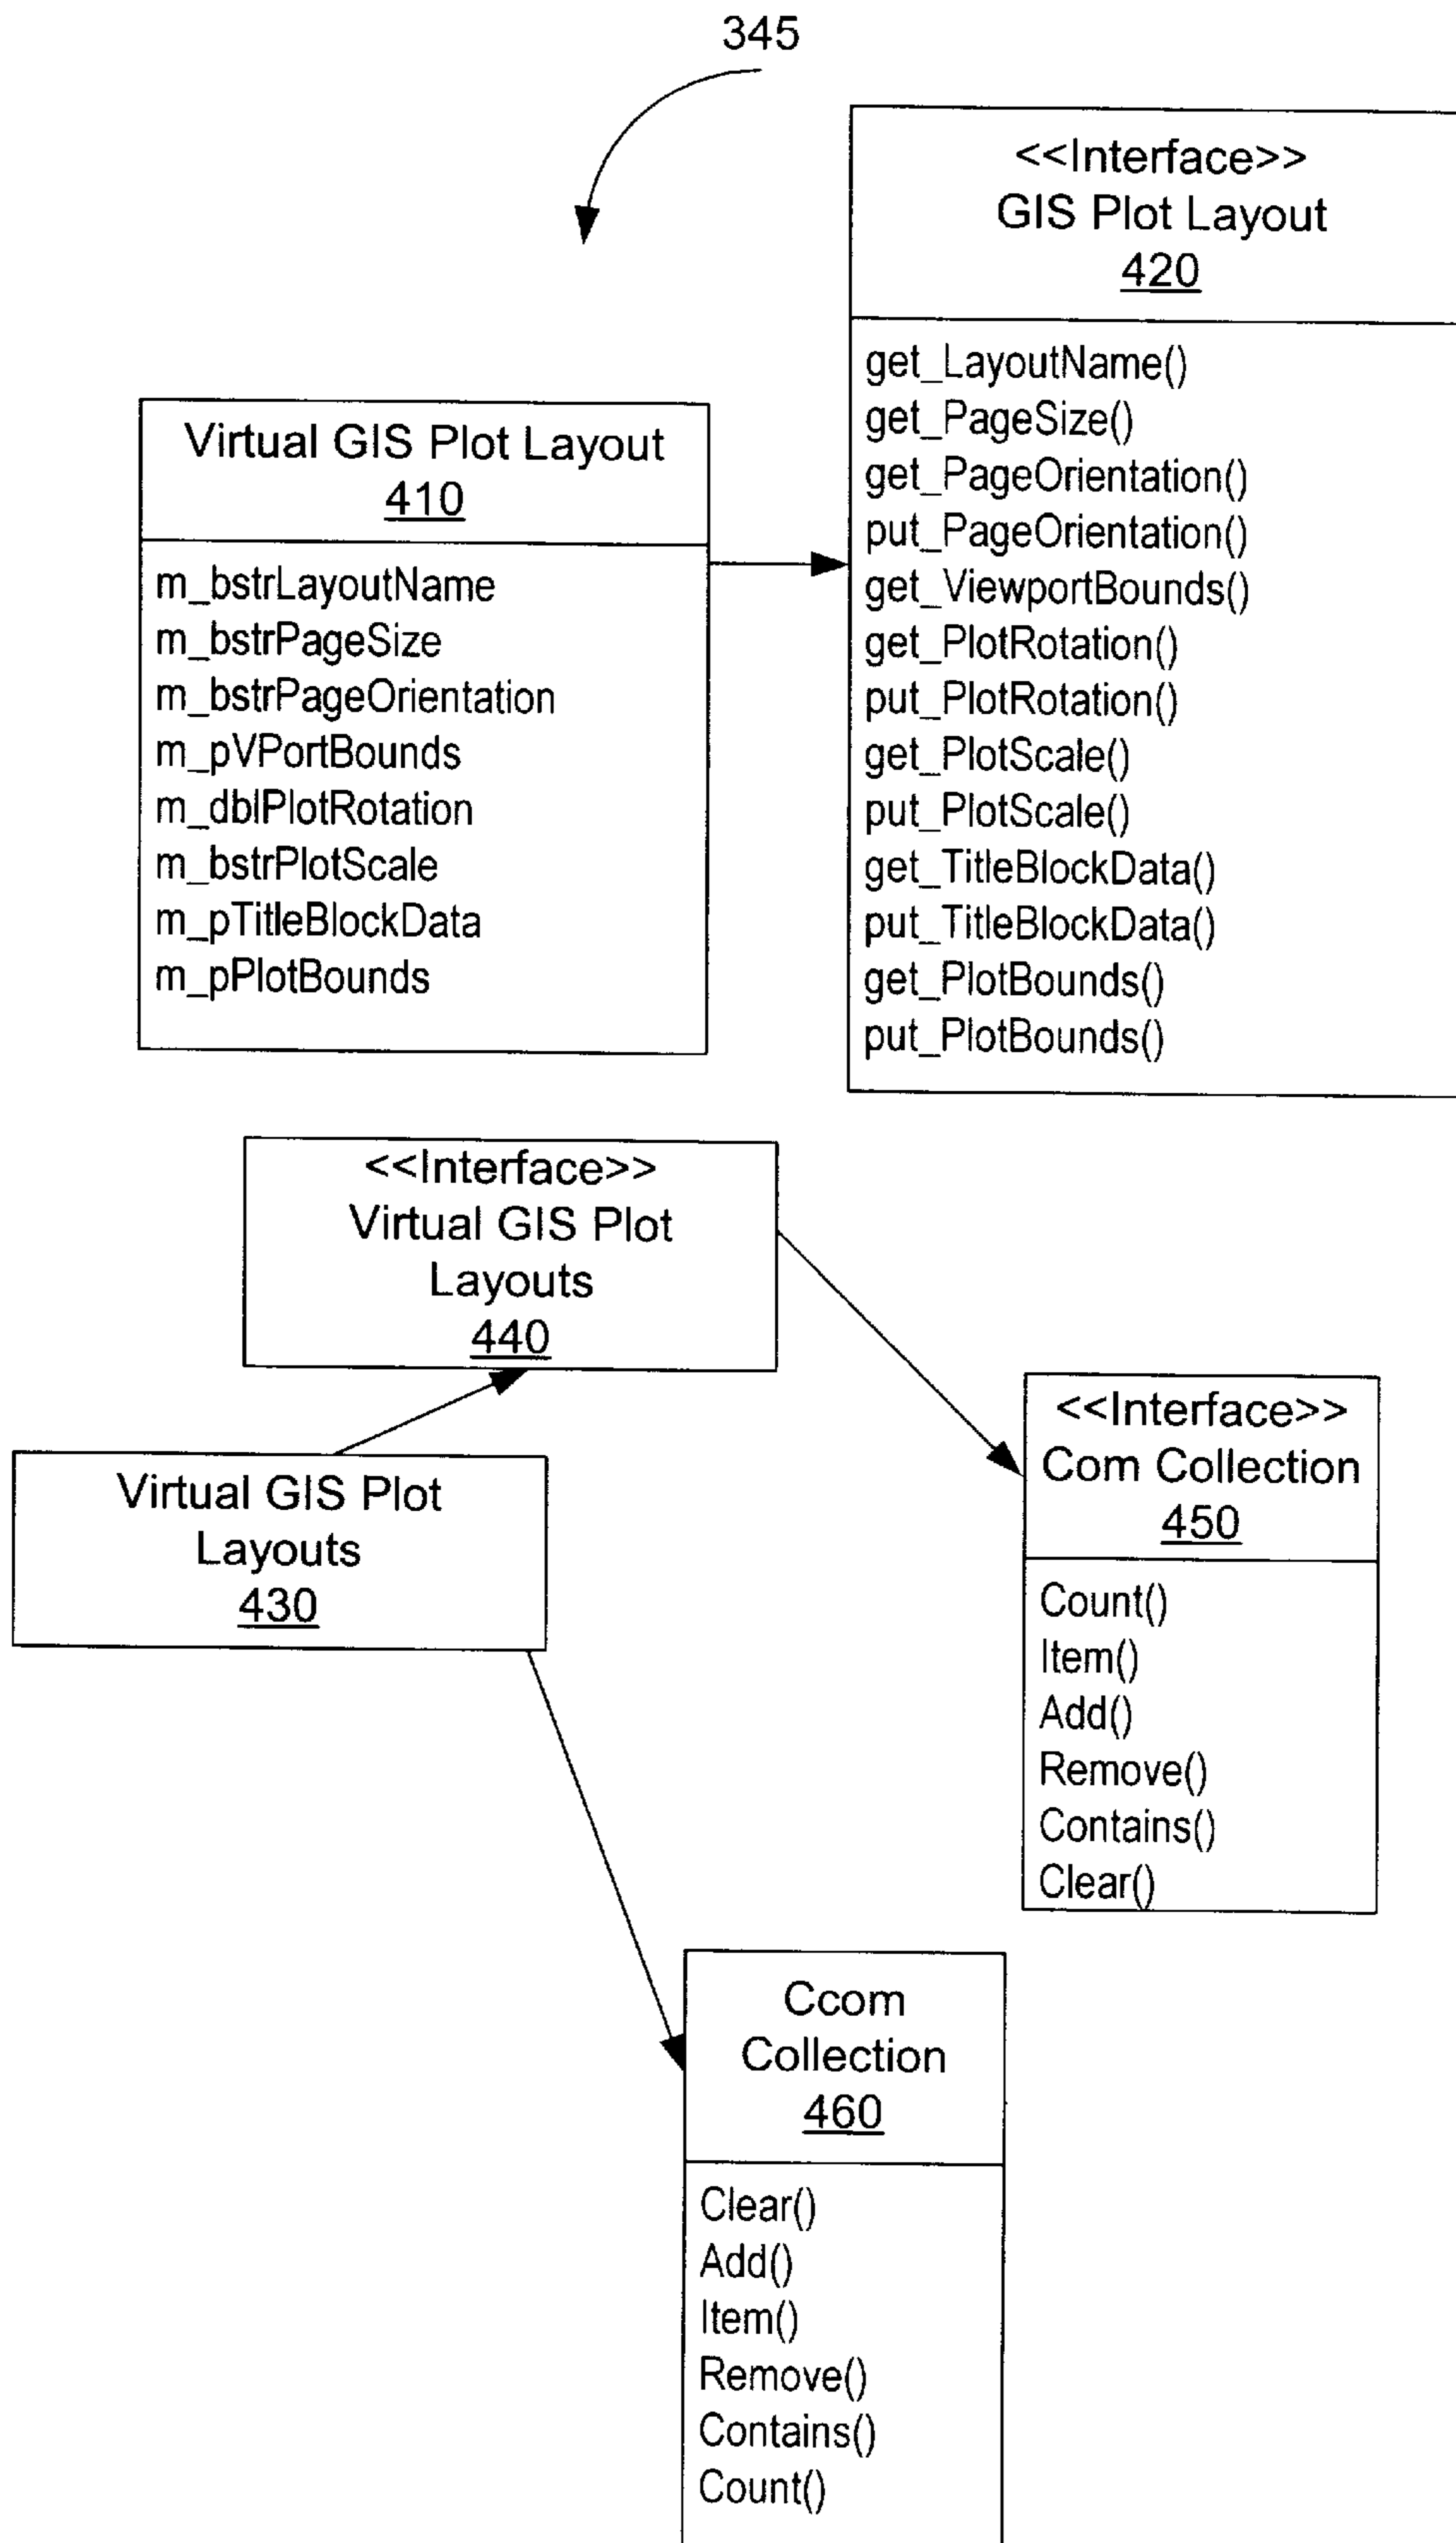 345
<<Interface>>
GIS Plot Layout
420
get_LayoutName()
get_PageSize()
get_PageOrientation()
put_PageOrientation()
get_ViewportBounds()
get_PlotRotation()
put_PlotRotation()
get_PlotScale()
put_PlotScale()
get_TitleBlockData()
put_TitleBlockData()
get_PlotBounds()
put_PlotBounds()
Virtual GIS Plot Layout
410
m_bstrLayoutName
m_bstrPageSize
m_bstrPageOrientation
m_pVPortBounds
m_dblPlotRotation
m_bstrPlotScale
m_pTitleBlockData
m_pPlotBounds
<<Interface>>
Virtual GIS Plot
Layouts
440
Virtual GIS Plot
Layouts
430
<<Interface>>
Com Collection
450
Count()
Item()
Add()
Remove()
Contains()
Clear()
Ccom
Collection
460
Clear()
Add()
Item()
Remove()
Contains()
Count()